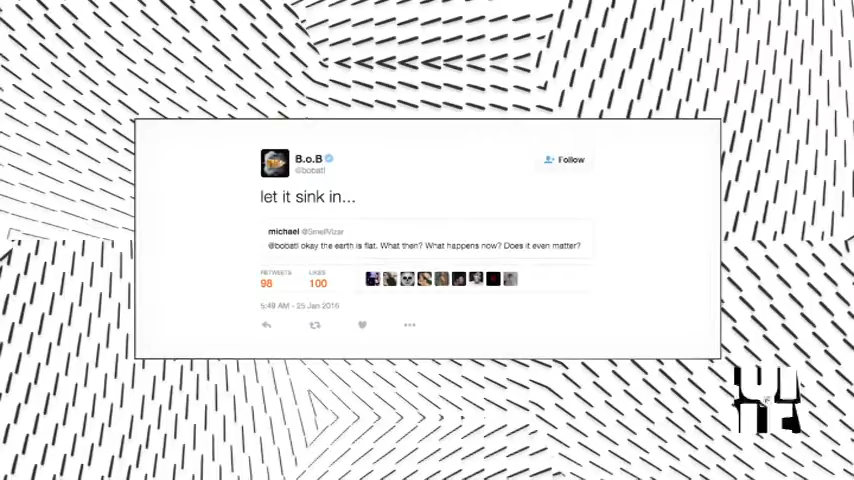 B.o.B
@bobatl
Follow
let it sink in...
michael @SmelVizar
@bobatl okay the earth is flat. What then? What happens now? Does it even matter?
RETWEETS LIKES
98 100
5:49 AM - 25 Jan 2016